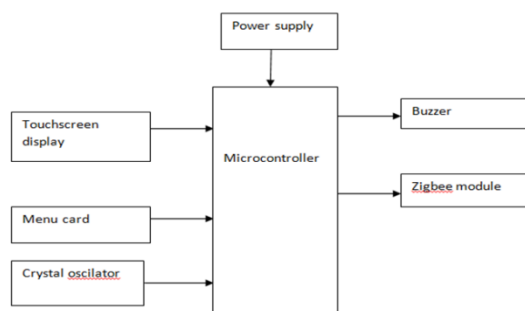 Power supply
Touchscreen
display
Microcontroller
Buzzer
Zigbee module
Menu card
Crystal oscilator